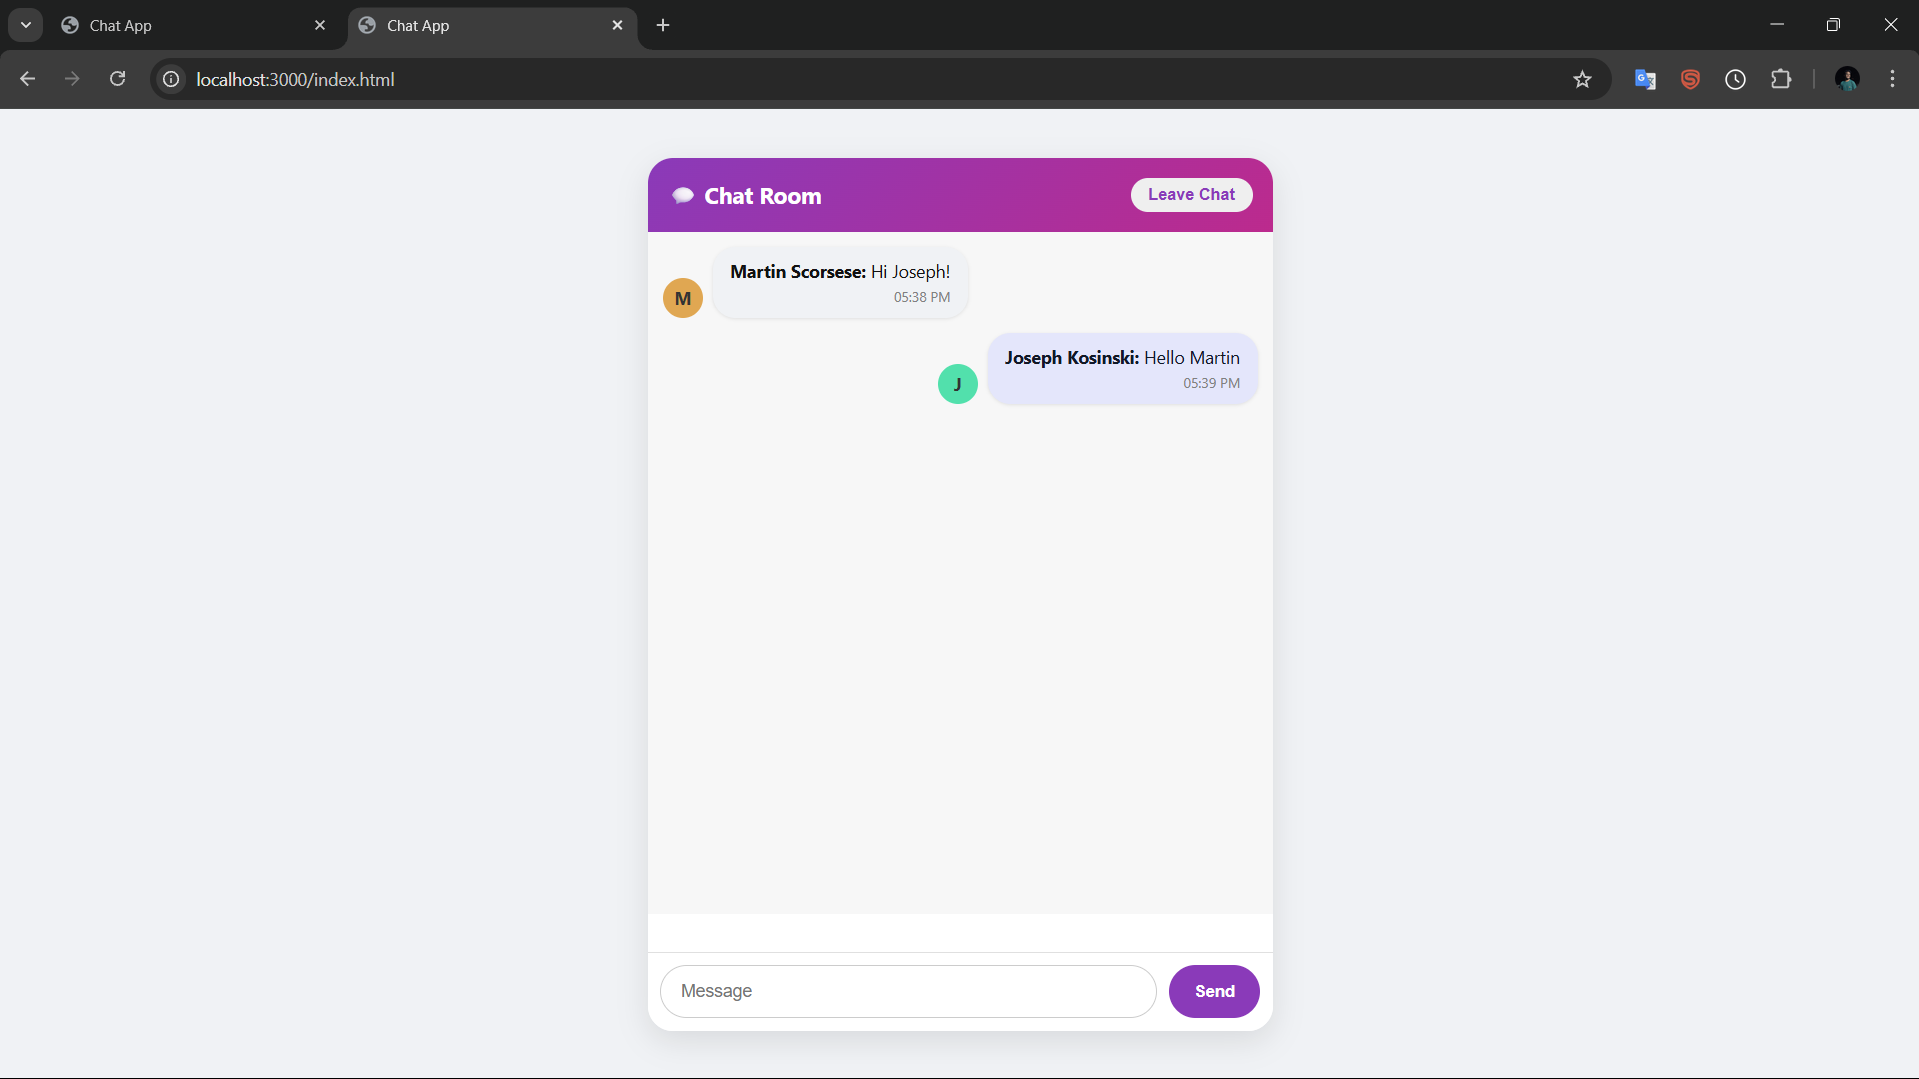 Chat App
Chat App
localhost:3000/index.html
Chat Room
Leave Chat
Martin Scorsese: Hi Joseph!
05:38 PM
M
Joseph Kosinski: Hello Martin
05:39 PM
J
Message
Send